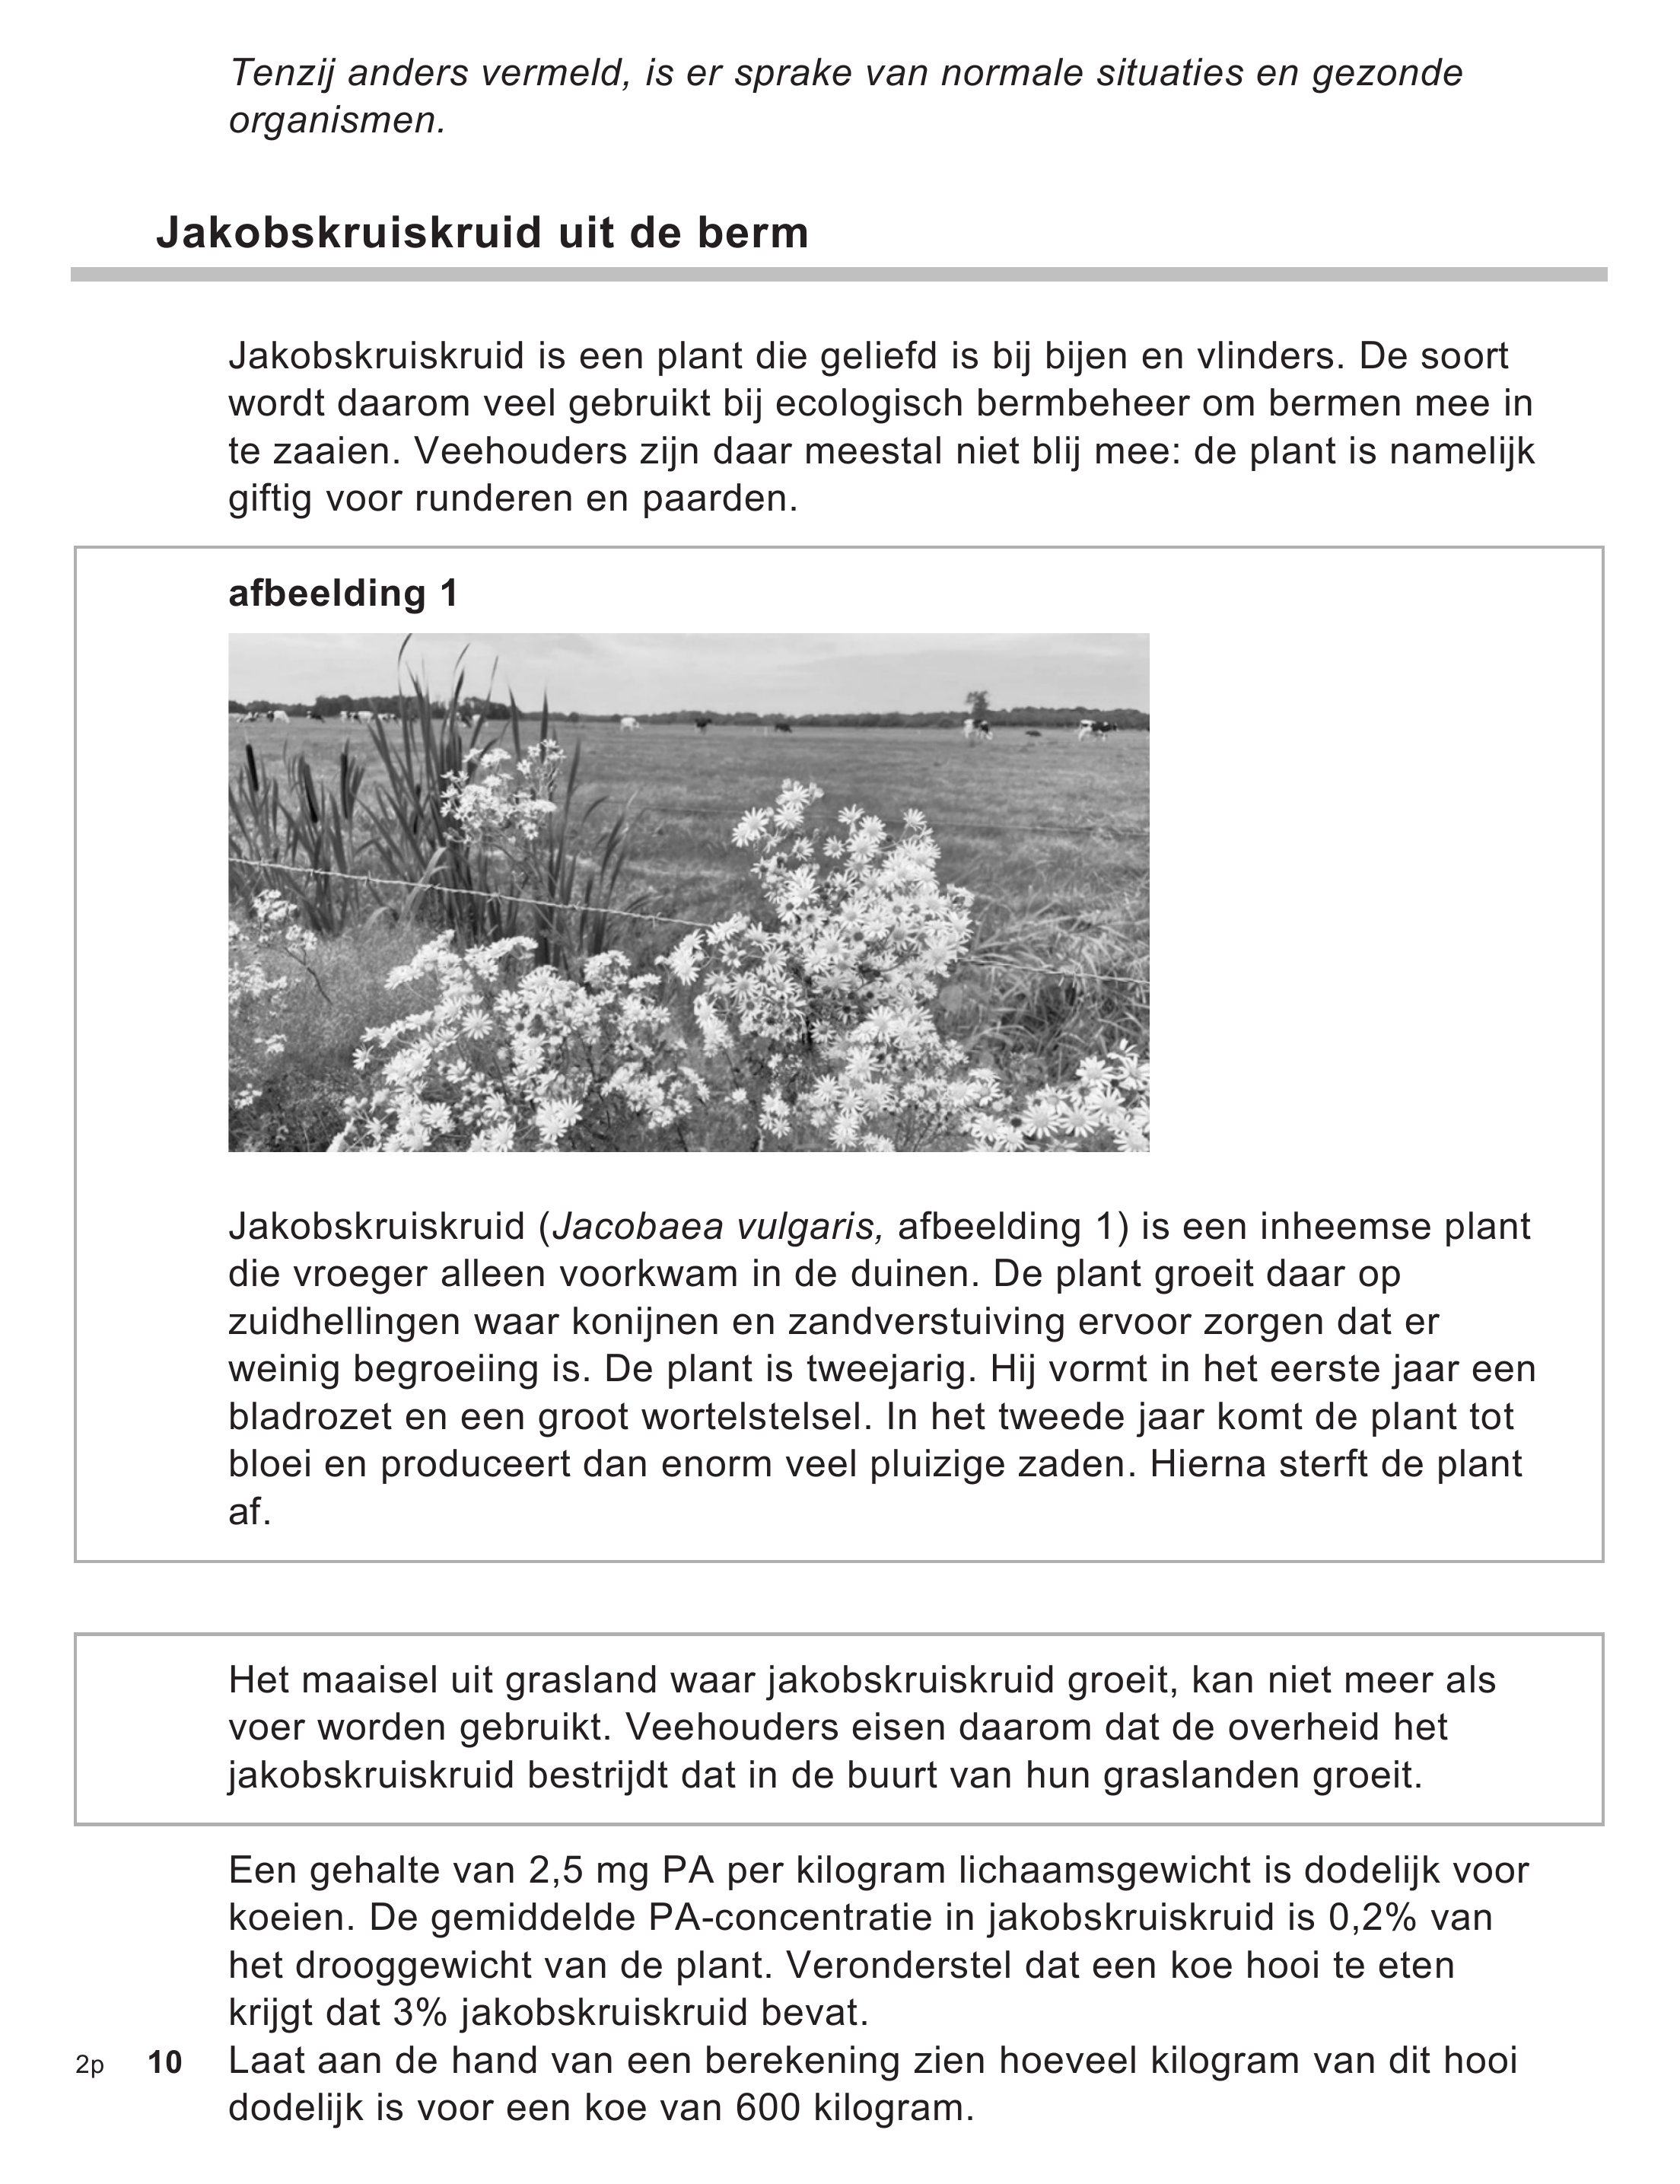 Tenzij anders vermeld, is er sprake van normale situaties en gezonde
organismen.
Jakobskruiskruid uit de berm
Jakobskruiskruid is een plant die geliefd is bij bijen en vlinders. De soort
wordt daarom veel gebruikt bij ecologisch bermbeheer om bermen mee in
te zaaien. Veehouders zijn daar meestal niet blij mee: de plant is namelijk
giftig voor runderen en paarden.
afbeelding 1
Jakobskruiskruid (Jacobaea vulgaris, afbeelding 1) is een inheemse plant
die vroeger alleen voorkwam in de duinen. De plant groeit daar op
zuidhellingen waar konijnen en zandverstuiving ervoor zorgen dat er
weinig begroeiing is. De plant is tweejarig. Hij vormt in het eerste jaar een
bladrozet en een groot wortelstelsel. In het tweede jaar komt de plant tot
bloei en produceert dan enorm veel pluizige zaden. Hierna sterft de plant
af.
Het maaisel uit grasland waar jakobskruiskruid groeit, kan niet meer als
voer worden gebruikt. Veehouders eisen daarom dat de overheid het
jakobskruiskruid bestrijdt dat in de buurt van hun graslanden groeit.
Een gehalte van 2,5 mg PA per kilogram lichaamsgewicht is dodelijk voor
koeien. De gemiddelde PA-concentratie in jakobskruiskruid is 0,2% van
het drooggewicht van de plant. Veronderstel dat een koe hooi te eten
krijgt dat 3% jakobskruiskruid bevat.
2p 10 Laat aan de hand van een berekening zien hoeveel kilogram van dit hooi
dodelijk is voor een koe van 600 kilogram.